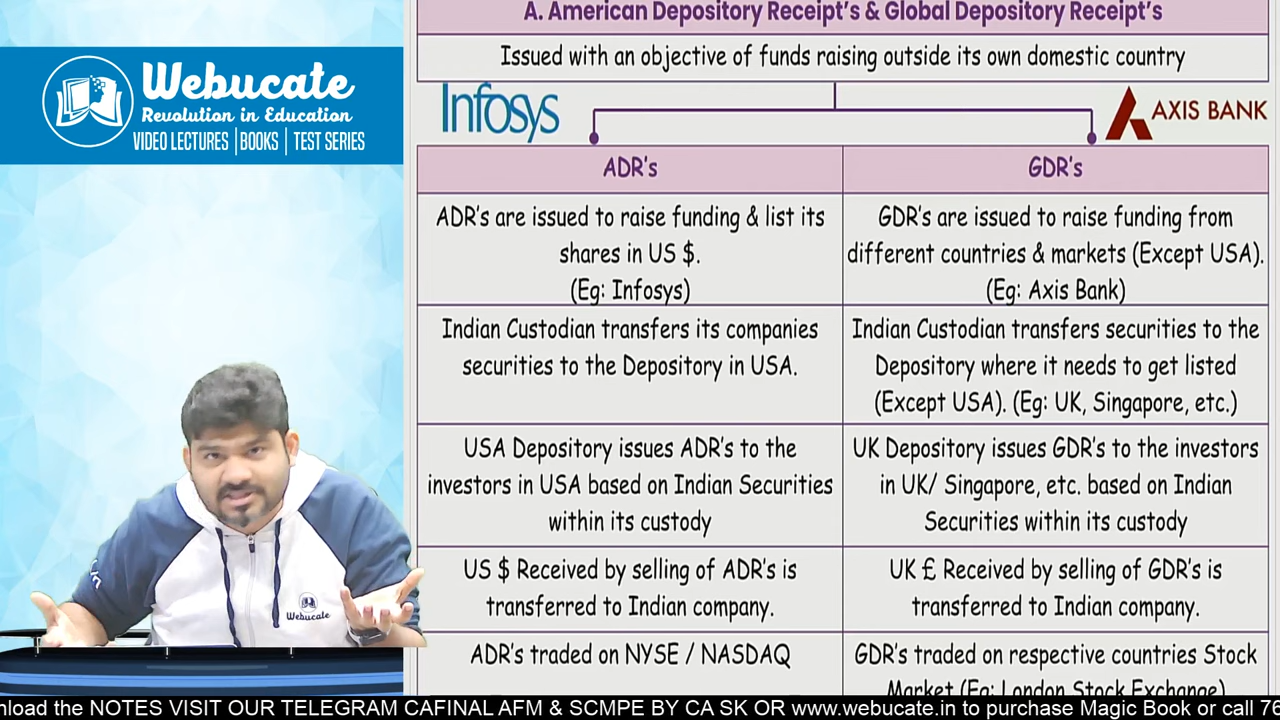 A. American Depository Receipt's & Global Depository Receipt's
Issued with an objective of funds raising outside its own domestic country
Webucate
Revolution in Education
VIDEO LECTURES | BOOKS | TEST SERIES
Infosys
AXIS BANK
ADR's
GDR's
ADR's are issued to raise funding & list its
shares in US $.
(Eg: Infosys)
GDR's are issued to raise funding from
different countries & markets (Except USA).
(Eg: Axis Bank)
Indian Custodian transfers its companies
securities to the Depository in USA.
Indian Custodian transfers securities to the
Depository where it needs to get listed
(Except USA). (Eg: UK, Singapore, etc.)
USA Depository issues ADR's to the
investors in USA based on Indian Securities
within its custody
UK Depository issues GDR's to the investors
in UK/ Singapore, etc. based on Indian
Securities within its custody
US $ Received by selling of ADR's is
transferred to Indian company.
UK £ Received by selling of GDR's is
transferred to Indian company.
ADR's traded on NYSE / NASDAQ
GDR's traded on respective countries Stock
Market (Eg: London Stock Exchange)
Webucate
nload the NOTES VISIT OUR TELEGRAM CAFINAL AFM & SCMPE BY CA SK OR www.webucate.in to purchase Magic Book or call 76